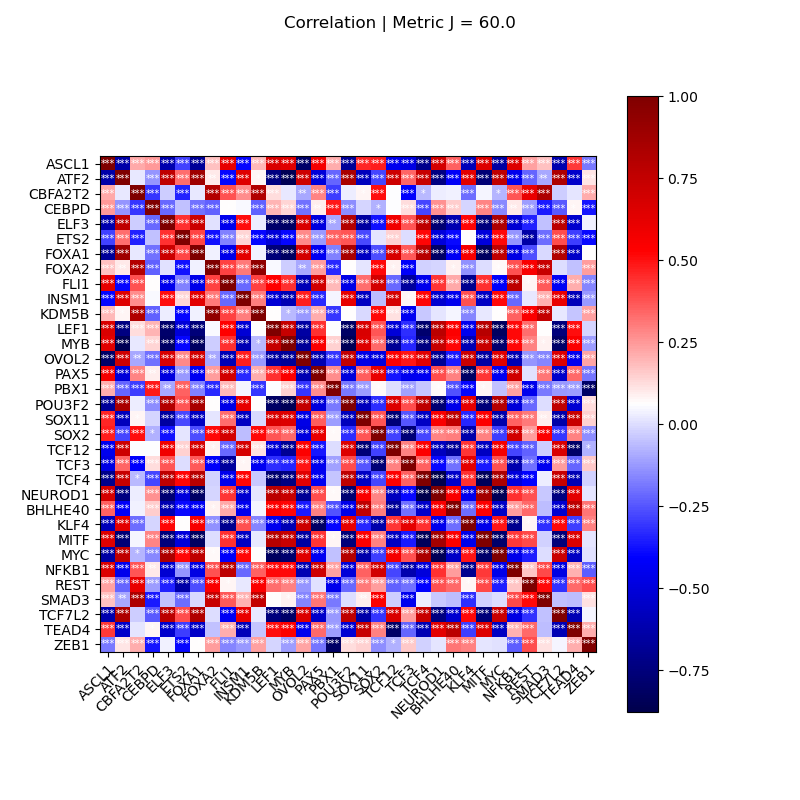 Correlation | Metric J = 60.0
ASCL1
ATF2
CBFA2T2
CEBPD
ELF3
ETS2
FOXA1
FOXA2
FLI1
INSM1
KDM5B
LEF1
MYB
OVOL2
PAX5
PBX1
POU3F2
SOX11
SOX2
TCF12
TCF3
TCF4
NEUROD1
BHLHE40
KLF4
MITF
MYC
NFKB1
REST
SMAD3
TCF7L2
TEAD4
ZEB1
ASCL1
ATF2
CBFA2T2
CEBPD
ELF3
ETS2
FOXA1
FOXA2
FLI1
INSM1
KDM5B
LEF1
MYB
OVOL2
PAX5
PBX1
POU3F2
SOX11
SOX2
TCF12
TCF3
TCF4
NEUROD1
BHLHE40
KLF4
MITF
MYC
NFKB1
REST
SMAD3
TCF7L2
TEAD4
ZEB1
1.00
0.75
0.50
0.25
0.00
−0.25
−0.50
−0.75